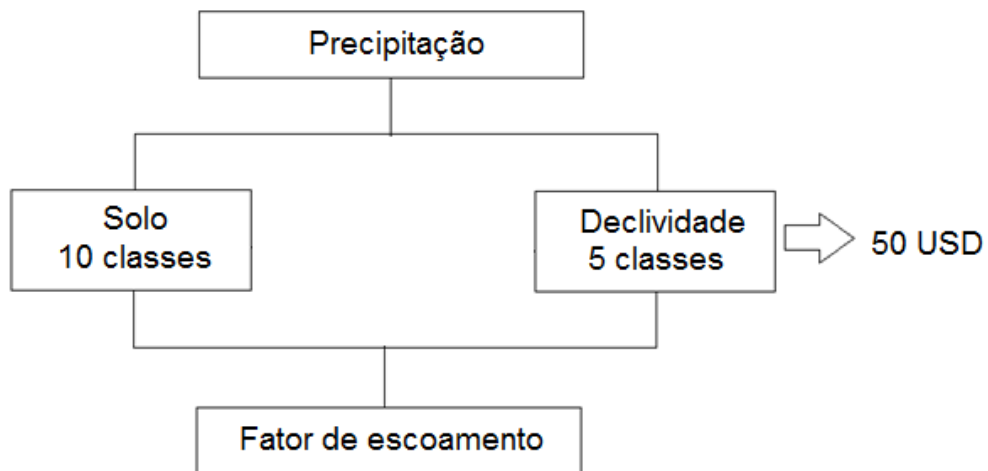 Precipitação
Solo
10 classes
Declividade
5 classes
50 USD
Fator de escoamento